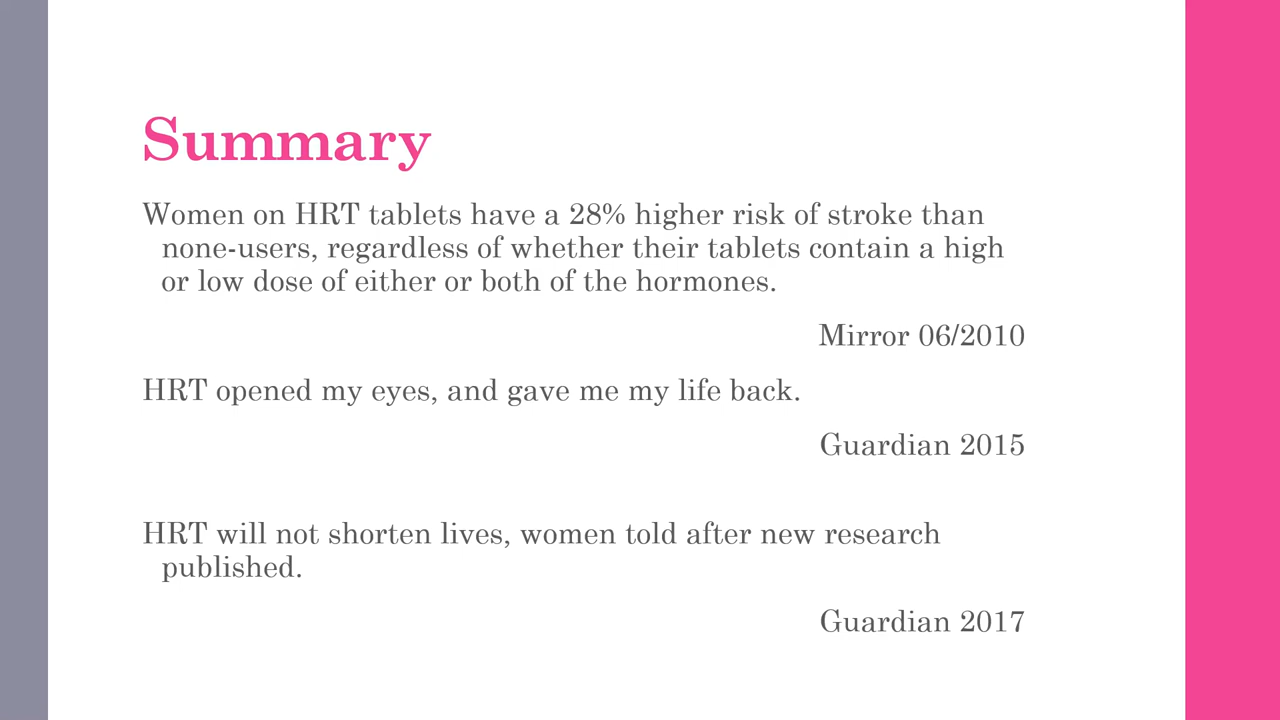 Summary
Women on HRT tablets have a 28% higher risk of stroke than
none-users, regardless of whether their tablets contain a high
or low dose of either or both of the hormones.
Mirror 06/2010
HRT opened my eyes, and gave me my life back.
Guardian 2015
HRT will not shorten lives, women told after new research
published.
Guardian 2017